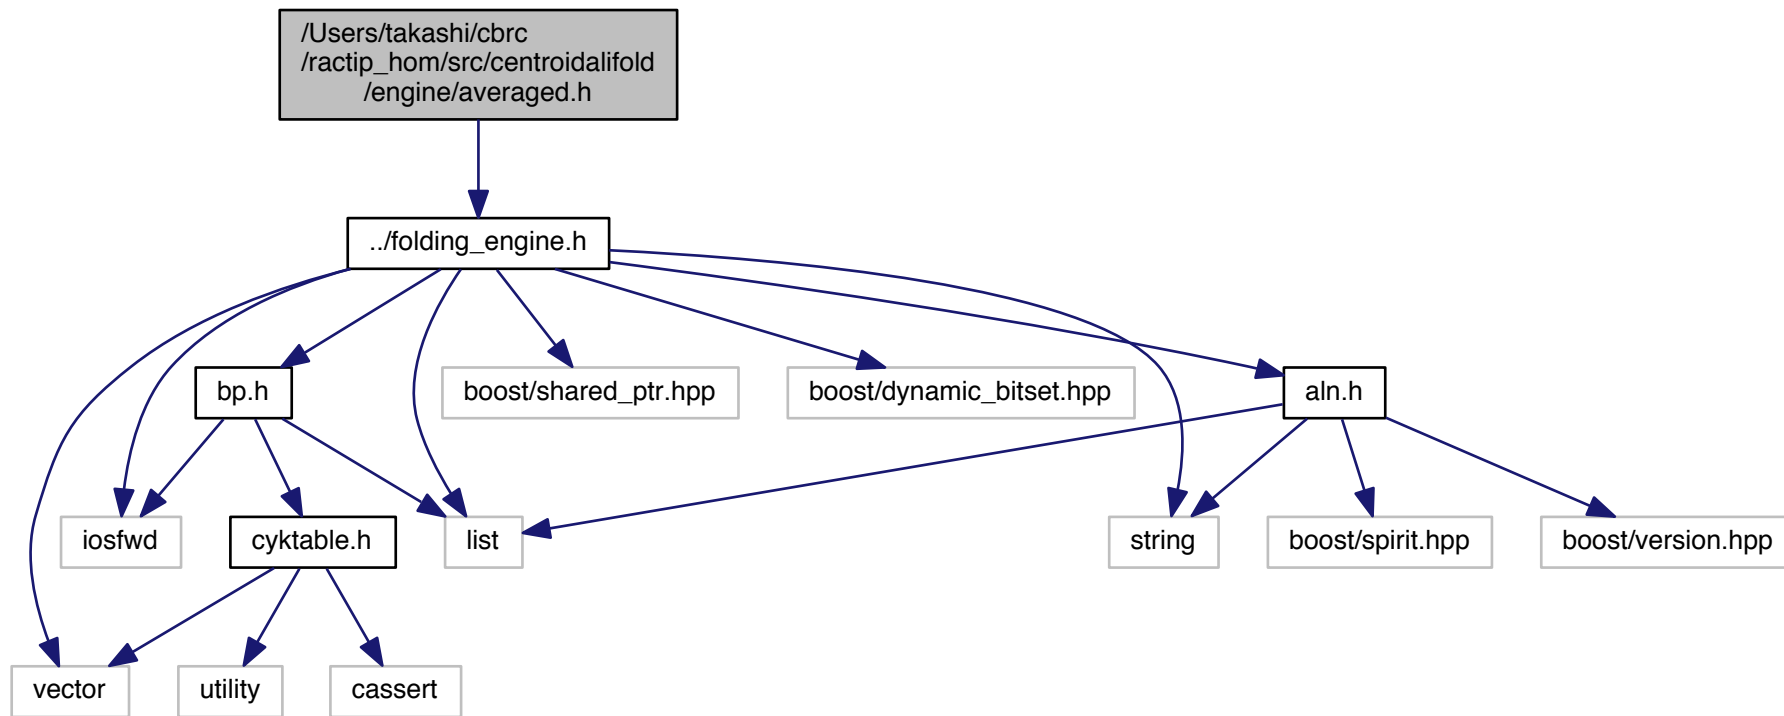 /Users/takashi/cbrc
/ractip_hom/src/centroidalifold
/engine/averaged.h
../folding_engine.h
bp.h
boost/shared_ptr.hpp
boost/dynamic_bitset.hpp
aln.h
iosfwd
cyktable.h
list
string
boost/spirit.hpp
boost/version.hpp
vector
utility
cassert